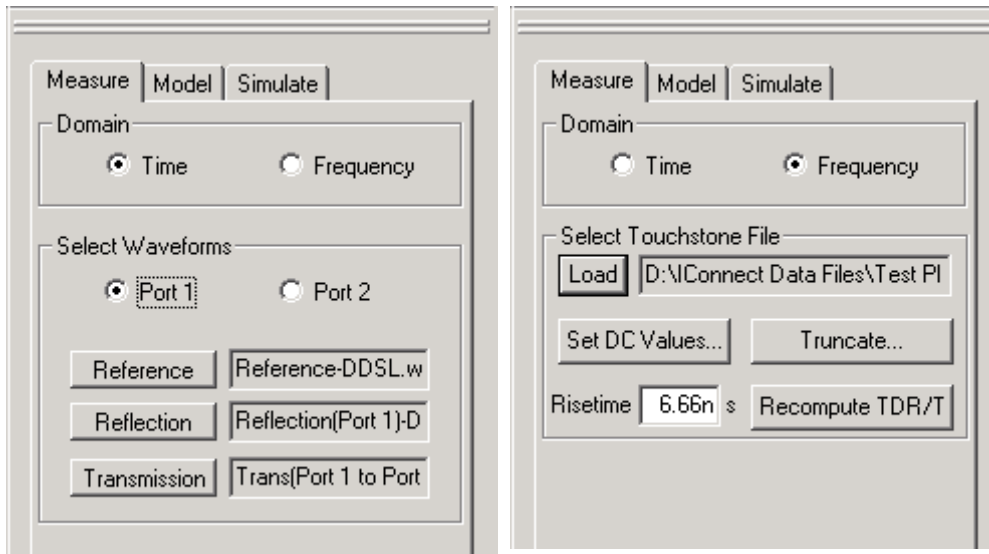 Measure Model Simulate
Domain
Time Frequency
Select Waveforms
Port 1 Port 2
Reference Reference-DDSL.w
Reflection Reflection(Port 1)-D
Transmission Trans(Port 1 to Port
Measure Model Simulate
Domain
Time Frequency
Select Touchstone File
Load D:\IConnect Data Files\Test Pl
Set DC Values... Truncate...
Risetime 6.66n s Recompute TDR/T